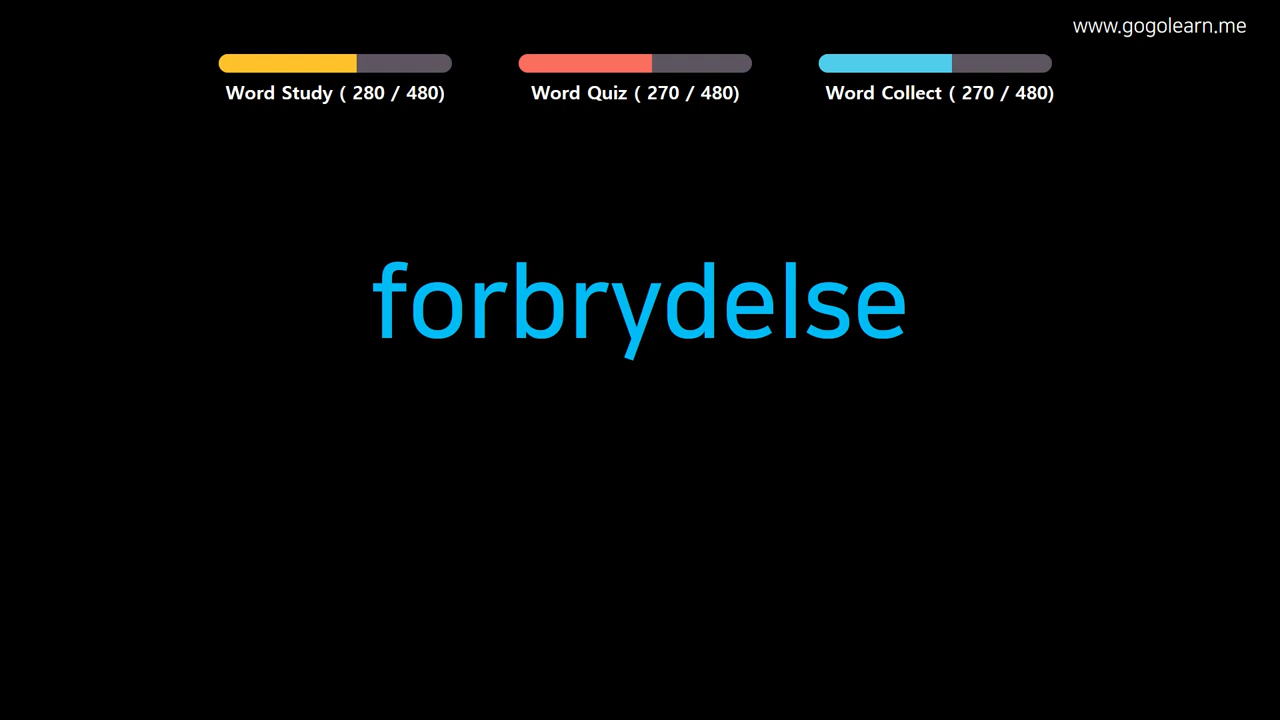 www.gogolearn.me
Word Study ( 280 / 480)
Word Quiz ( 270 / 480)
Word Collect ( 270 / 480)
forbrydelse